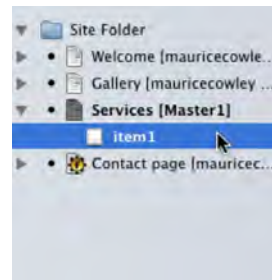 Site Folder
Welcome [mauricecowle...
Gallery [mauricecowley ...
Services [Master1]
item1
Contact page [mauricec...